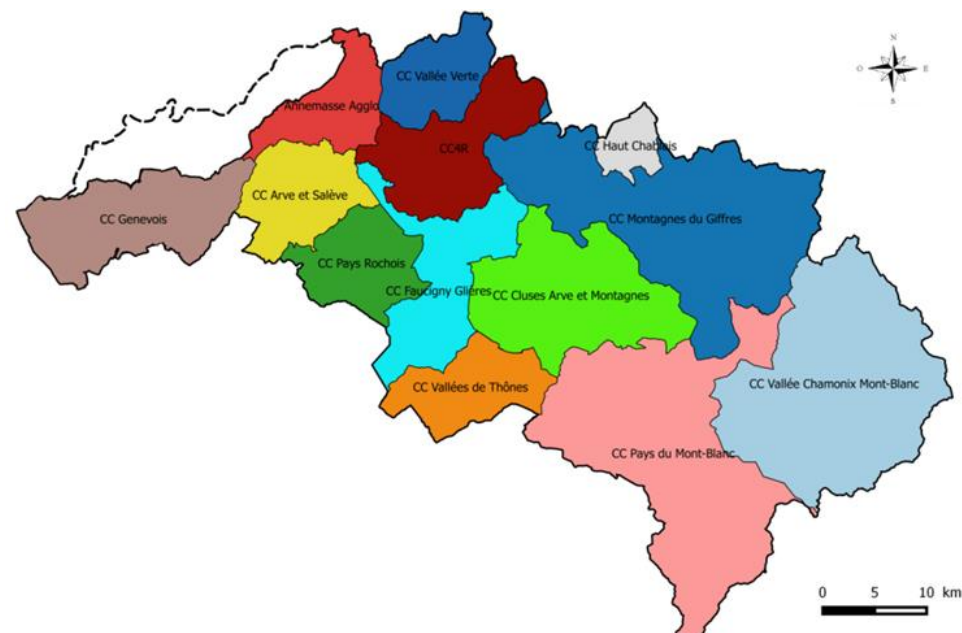 N
O
E
S
CC Vallée Verte
Annemasse Agglo
CC4R
CC Haut Chablais
CC Arve et Salève
CC Genevois
CC Montagnes du Giffres
CC Pays Rochois
CC Faucigny Glières
CC Cluses Arve et Montagnes
CC Vallées de Thônes
CC Vallée Chamonix Mont-Blanc
CC Pays du Mont-Blanc
0 5 10 km